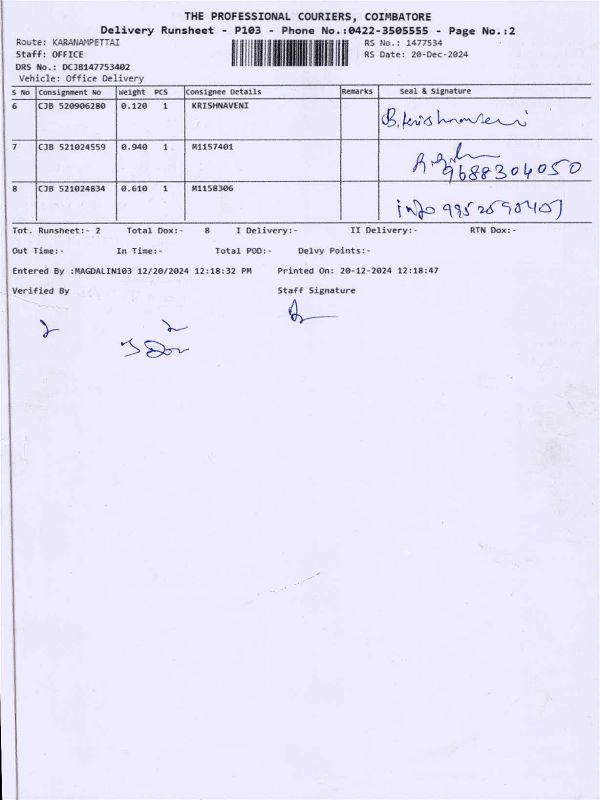 THE PROFESSIONAL COURIERS, COIMBATORE
Delivery Runsheet - P103 - Phone No.:0422-3505555 - Page No.:2
Route: KARANAMPETTAI RS No.: 1477534
Staff: OFFICE RS Date: 20-Dec-2024
DRS No.: DCJB147753402
Vehicle: Office Delivery
S No Consignment No Weight PCS Consignee Details Remarks Seal & Signature
6 CJB 520906280 0.120 1 KRISHNAVENI B.Krishnaveni
7 CJB 521024559 0.940 1 M1157401
9688304050
8 CJB 521024834 0.610 1 M1158306
Tot. Runsheet:- 2 Total Dox:- 8 I Delivery:- II Delivery:- RTN Dox:-
Out Time:- In Time:- Total POD:- Delvy Points:-
Entered By :MAGDALIN103 12/20/2024 12:18:32 PM Printed On: 20-12-2024 12:18:47
Verified By Staff Signature